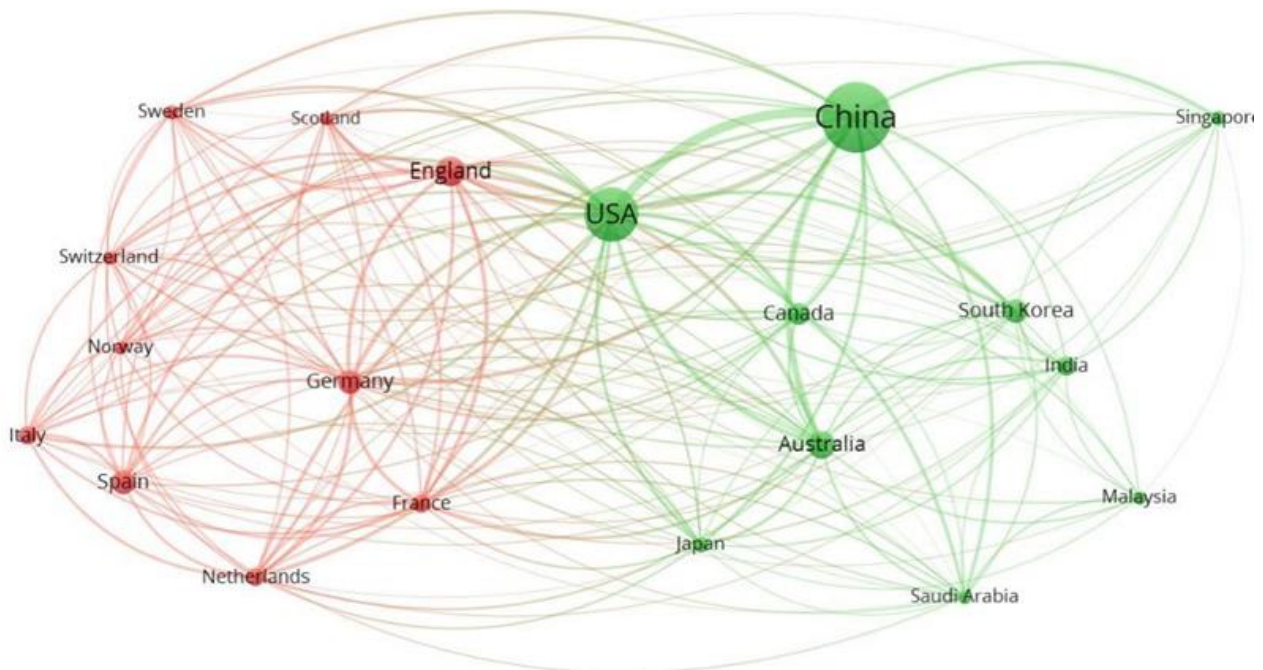 Sweden
Scotland
China
Singapor
England
USA
Switzerland
Canada
South Korea
Norway
India
Germany
Italy
Australia
Spain
France
Malaysia
Japan
Netherlands
Saudi Arabia